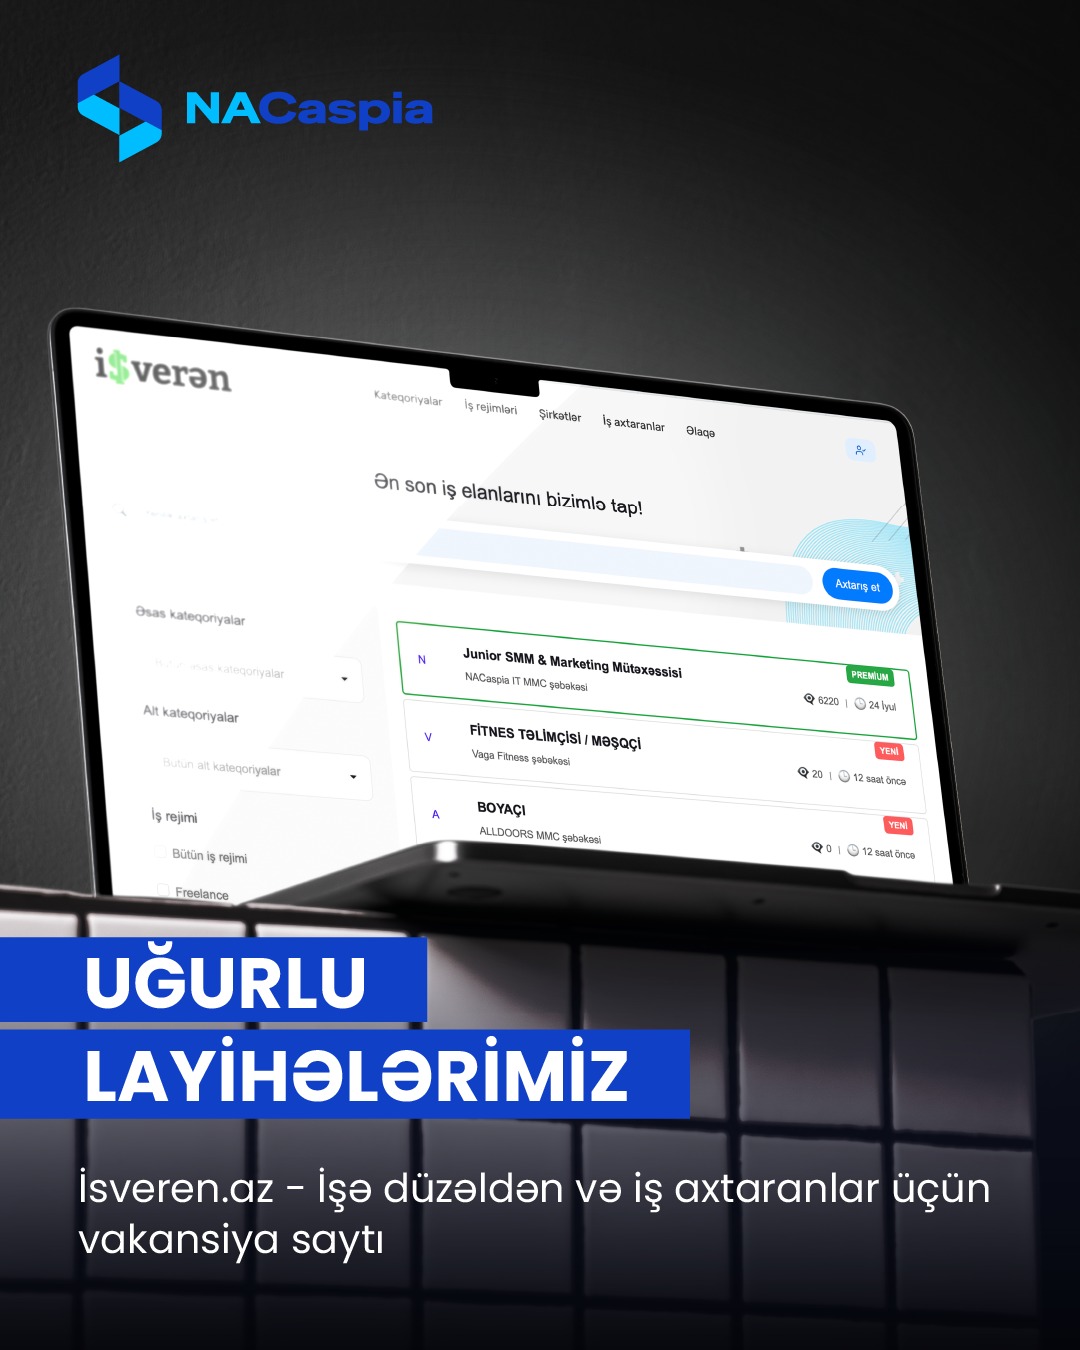 NACaspia
işverən
Kateqoriyalar İş rejimləri Şirkətlər İş axtaranlar Əlaqə
Ən son iş elanlarını bizimlə tap!
Axtarış et
Əsas kateqoriyalar
kateqoriyalar
Alt kateqoriyalar
Bütün alt kateqoriyalar
İş rejimi
Bütün iş rejimi
Freelance
N Junior SMM & Marketing Mütəxəssisi PREMİUM
NACaspia IT MMC şəbəkəsi 6220 | 24 İyul
V FİTNES TƏLİMÇİSİ / MƏŞQÇİ YENİ
Vaga Fitness şəbəkəsi 20 | 12 saat öncə
A BOYAÇI YENİ
ALLDOORS MMC şəbəkəsi 0 | 12 saat öncə
UĞURLU
LAYİHƏLƏRİMİZ
İsveren.az - İşə düzəldən və iş axtaranlar üçün
vakansiya saytı